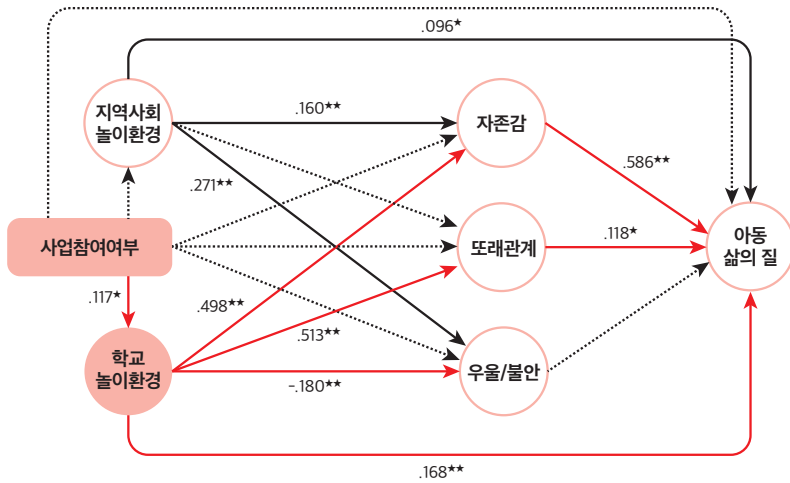 .096★
지역사회
놀이환경
.160★★
자존감
.271★★
.586★★
사업참여여부
또래관계
.118★
아동
삶의 질
.117★
.498★★
.513★★
학교
놀이환경
-.180★★
우울/불안
.168★★